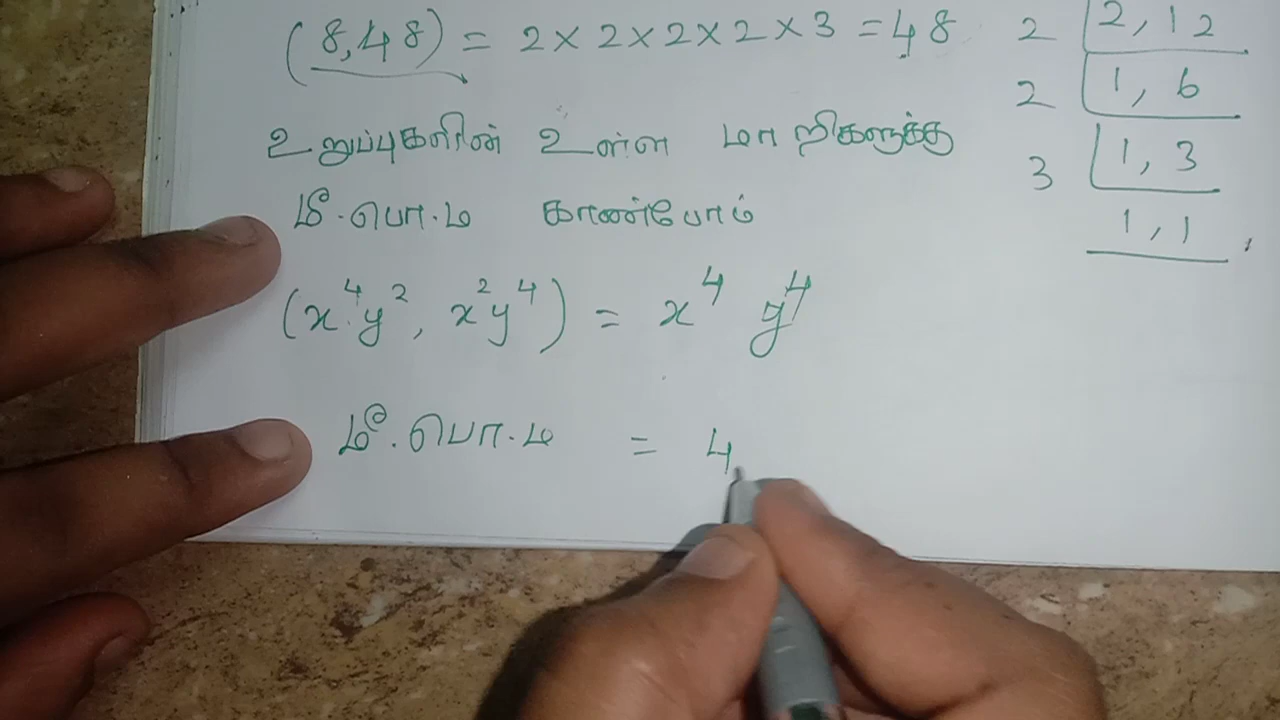 (8,48) = 2×2×2×2×3 =48
2 | 2, 12
2 | 1, 6
3 | 1, 3
1, 1
உறுப்புகளின் உள்ள மாறிகளுக்கு
மீ.பொ.ம காண்போம்
(x⁴y², x²y⁴) = x⁴ y⁴
மீ.பொ.ம = 4